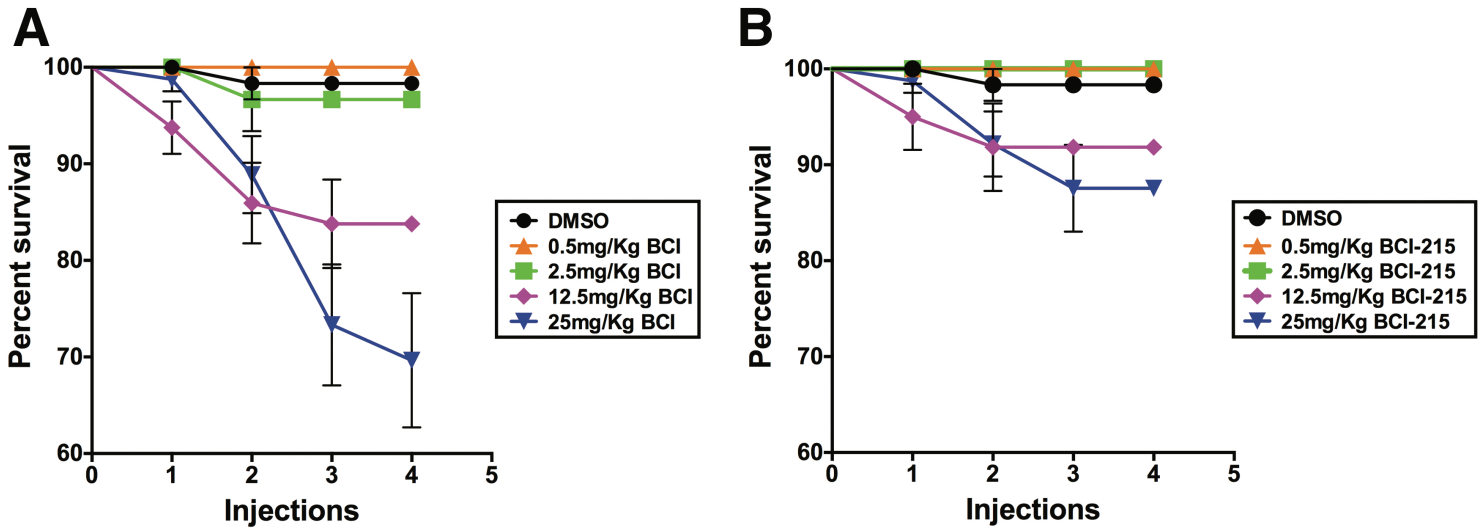 A
Percent survival
100
90
80
70
60
0 1 2 3 4 5
Injections
DMSO
0.5mg/Kg BCI
2.5mg/Kg BCI
12.5mg/Kg BCI
25mg/Kg BCI
B
Percent survival
100
90
80
70
60
0 1 2 3 4 5
Injections
DMSO
0.5mg/Kg BCI-215
2.5mg/Kg BCI-215
12.5mg/Kg BCI-215
25mg/Kg BCI-215